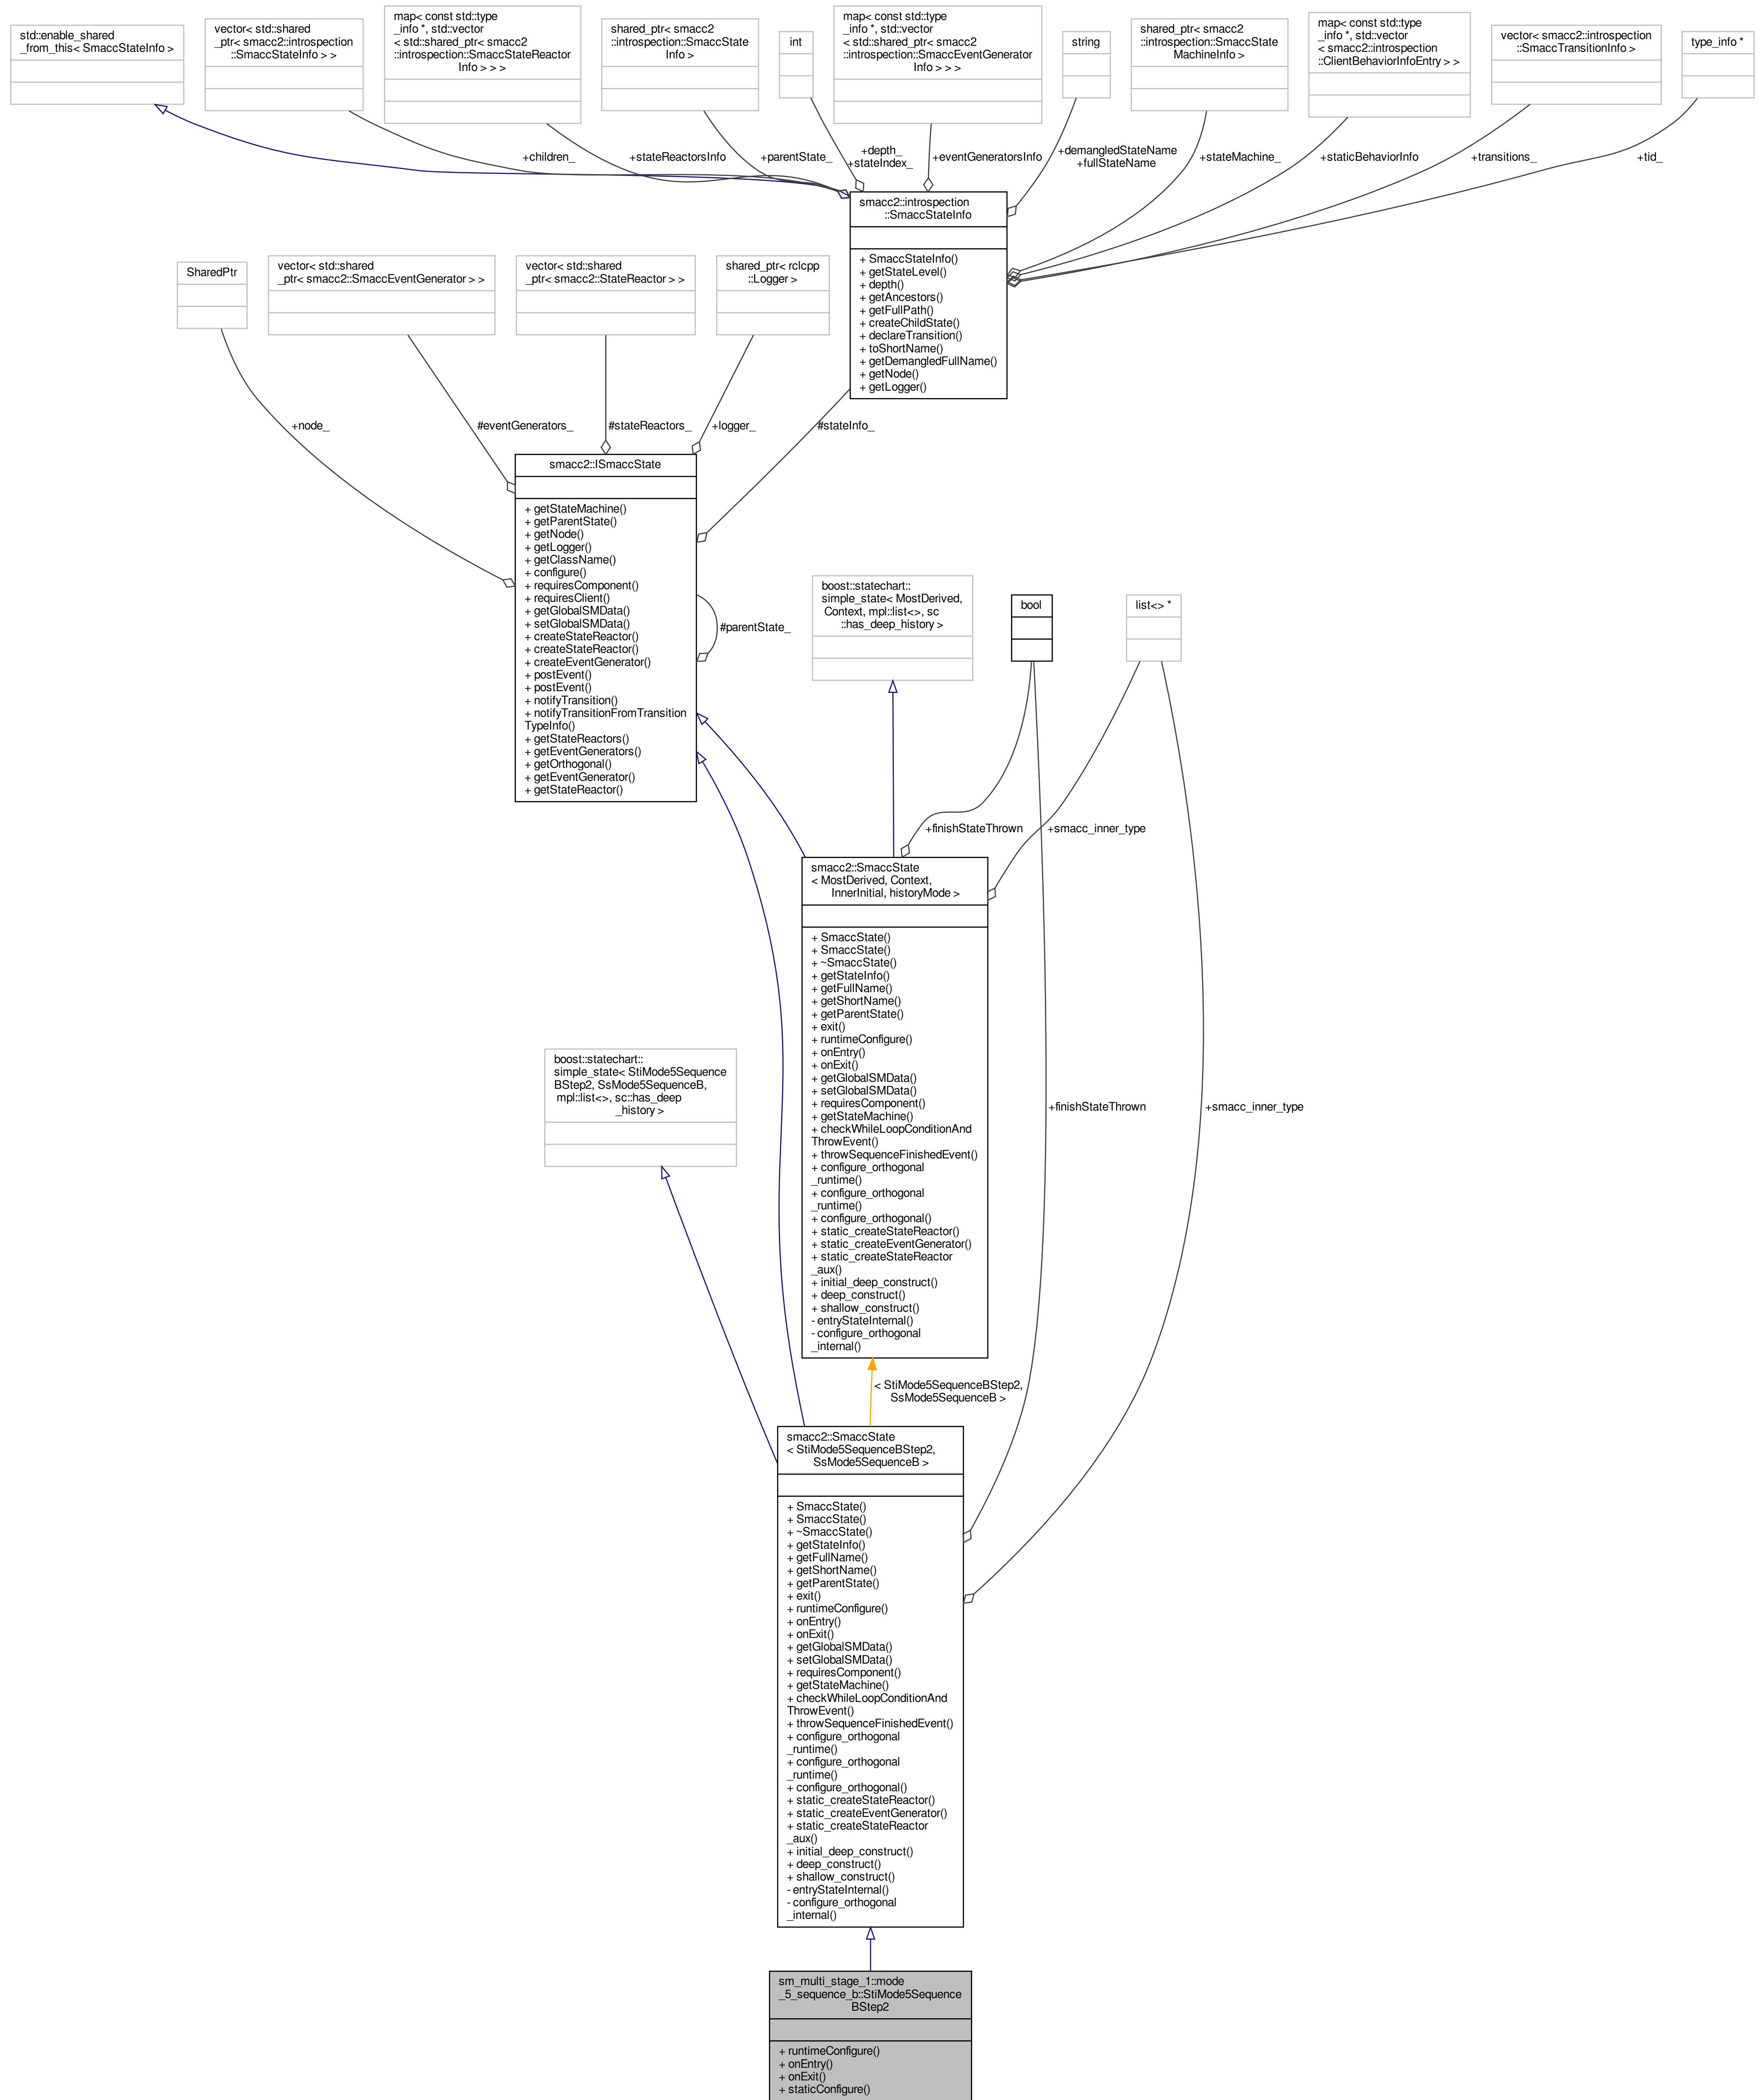 std::enable_shared
_from_this< SmaccStateInfo >
vector< std::shared
_ptr< smacc2::introspection
::SmaccStateInfo > >
map< const std::type
_info *, std::vector
< std::shared_ptr< smacc2
::introspection::SmaccStateReactor
Info > > >
shared_ptr< smacc2
::introspection::SmaccState
Info >
int
map< const std::type
_info *, std::vector
< std::shared_ptr< smacc2
::introspection::SmaccEventGenerator
Info > > >
string
shared_ptr< smacc2
::introspection::SmaccState
MachineInfo >
map< const std::type
_info *, std::vector
< smacc2::introspection
::ClientBehaviorInfoEntry > >
vector< smacc2::introspection
::SmaccTransitionInfo >
type_info *
+children_
+stateReactorsInfo
+parentState_
+depth_
+stateIndex_
+eventGeneratorsInfo
+demangledStateName
+fullStateName
+stateMachine_
+staticBehaviorInfo
+transitions_
+tid_
smacc2::introspection
::SmaccStateInfo
+ SmaccStateInfo()
+ getStateLevel()
+ depth()
+ getAncestors()
+ getFullPath()
+ createChildState()
+ declareTransition()
+ toShortName()
+ getDemangledFullName()
+ getNode()
+ getLogger()
SharedPtr
vector< std::shared
_ptr< smacc2::SmaccEventGenerator > >
vector< std::shared
_ptr< smacc2::StateReactor > >
shared_ptr< rclcpp
::Logger >
+node_
#eventGenerators_
#stateReactors_
+logger_
#stateInfo_
smacc2::ISmaccState
+ getStateMachine()
+ getParentState()
+ getNode()
+ getLogger()
+ getClassName()
+ configure()
+ requiresComponent()
+ requiresClient()
+ getGlobalSMData()
+ setGlobalSMData()
+ createStateReactor()
+ createStateReactor()
+ createEventGenerator()
+ postEvent()
+ postEvent()
+ notifyTransition()
+ notifyTransitionFromTransition
TypeInfo()
+ getStateReactors()
+ getEventGenerators()
+ getOrthogonal()
+ getEventGenerator()
+ getStateReactor()
#parentState_
boost::statechart::
simple_state< MostDerived,
Context, mpl::list<>, sc
::has_deep_history >
bool
list<> *
+finishStateThrown
+smacc_inner_type
smacc2::SmaccState
< MostDerived, Context,
InnerInitial, historyMode >
+ SmaccState()
+ SmaccState()
+ ~SmaccState()
+ getStateInfo()
+ getFullName()
+ getShortName()
+ getParentState()
+ exit()
+ runtimeConfigure()
+ onEntry()
+ onExit()
+ getGlobalSMData()
+ setGlobalSMData()
+ requiresComponent()
+ getStateMachine()
+ checkWhileLoopConditionAnd
ThrowEvent()
+ throwSequenceFinishedEvent()
+ configure_orthogonal
_runtime()
+ configure_orthogonal
_runtime()
+ configure_orthogonal()
+ static_createStateReactor()
+ static_createEventGenerator()
+ static_createStateReactor
_aux()
+ initial_deep_construct()
+ deep_construct()
+ shallow_construct()
- entryStateInternal()
- configure_orthogonal
_internal()
boost::statechart::
simple_state< StiMode5Sequence
BStep2, SsMode5SequenceB,
mpl::list<>, sc::has_deep
_history >
+finishStateThrown
+smacc_inner_type
< StiMode5SequenceBStep2,
SsMode5SequenceB >
smacc2::SmaccState
< StiMode5SequenceBStep2,
SsMode5SequenceB >
+ SmaccState()
+ SmaccState()
+ ~SmaccState()
+ getStateInfo()
+ getFullName()
+ getShortName()
+ getParentState()
+ exit()
+ runtimeConfigure()
+ onEntry()
+ onExit()
+ getGlobalSMData()
+ setGlobalSMData()
+ requiresComponent()
+ getStateMachine()
+ checkWhileLoopConditionAnd
ThrowEvent()
+ throwSequenceFinishedEvent()
+ configure_orthogonal
_runtime()
+ configure_orthogonal
_runtime()
+ configure_orthogonal()
+ static_createStateReactor()
+ static_createEventGenerator()
+ static_createStateReactor
_aux()
+ initial_deep_construct()
+ deep_construct()
+ shallow_construct()
- entryStateInternal()
- configure_orthogonal
_internal()
sm_multi_stage_1::mode
_5_sequence_b::StiMode5Sequence
BStep2
+ runtimeConfigure()
+ onEntry()
+ onExit()
+ staticConfigure()